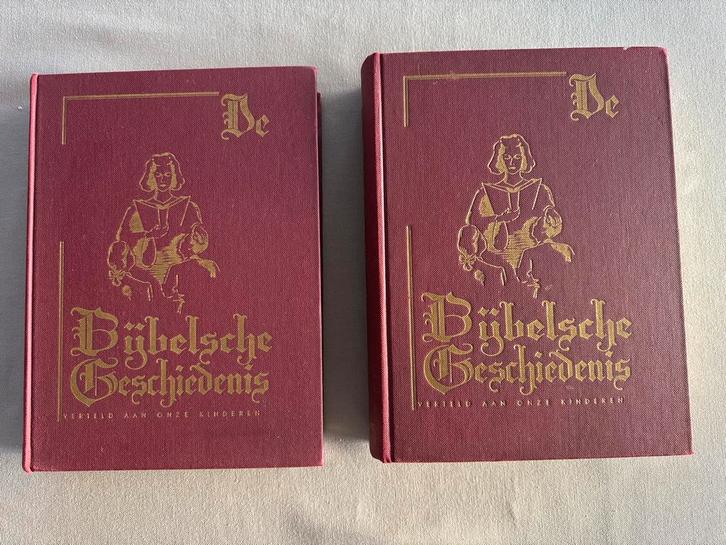 De
Bijbelsche
Geschiedenis
VERTELD AAN ONZE KINDEREN
De
Bijbelsche
Geschiedenis
VERTELD AAN ONZE KINDEREN